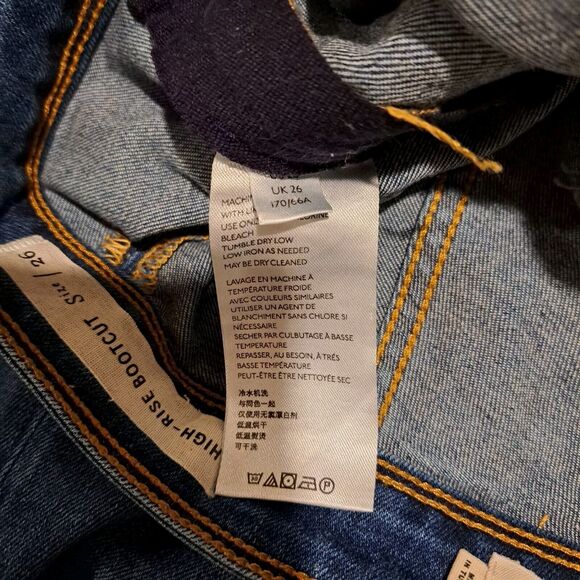 UK 26
170/66A
MACHIN
WITH L
USE ONL
BLEACH
TUMBLE DRY LOW
LOW IRON AS NEEDED
MAY BE DRY CLEANED
LAVAGE EN MACHINE À
TEMPÉRATURE FROIDE
AVEC COULEURS SIMILAIRES
UTILISER UN AGENT DE
BLANCHIMENT SANS CHLORE SI
NÉCESSAIRE
SECHER PAR CULBUTAGE À BASSE
TEMPERATURE
REPASSER, AU BESOIN, À TRÈS
BASSE TEMPÉRATURE
PEUT-ÊTRE ÊTRE NETTOYÉE SEC
冷水机洗
与同色一起
仅使用无氯漂白剂
低温烘干
低温熨烫
可干洗
P
HIGH-RISE BOOTCUT Size / 26